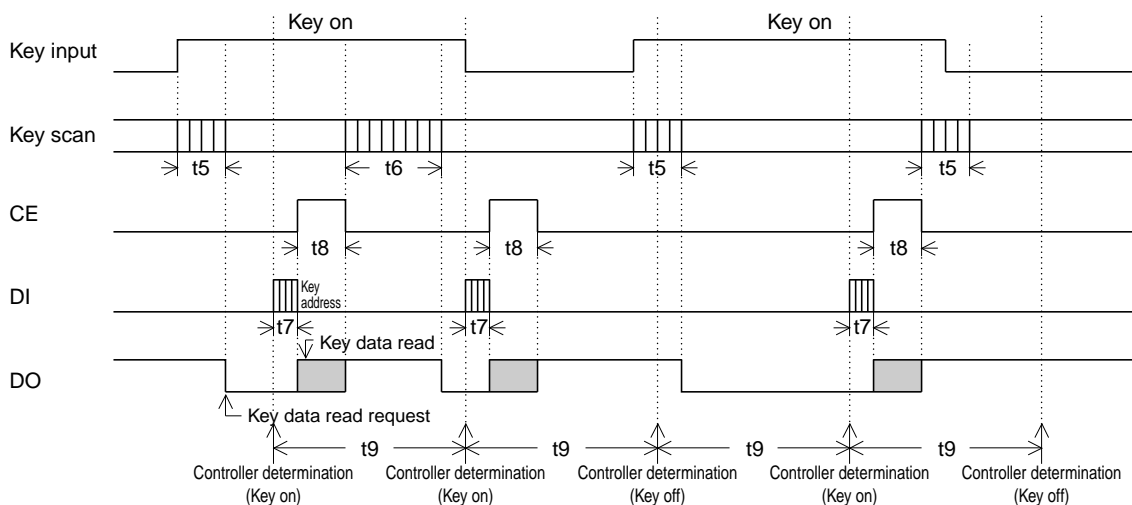 Key on
Key on
Key input
Key scan
t5
t6
t5
t5
CE
t8
t8
t8
DI
Key
address
t7
t7
t7
Key data read
DO
Key data read request
t9
t9
t9
t9
Controller determination
(Key on)
Controller determination
(Key on)
Controller determination
(Key off)
Controller determination
(Key on)
Controller determination
(Key off)